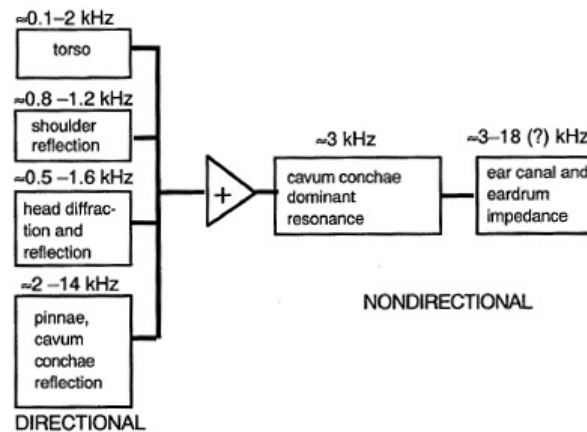 ≈0.1–2 kHz
torso
≈0.8–1.2 kHz
shoulder
reflection
≈0.5–1.6 kHz
head diffrac-
tion and
reflection
≈2–14 kHz
pinnae,
cavum
conchae
reflection
DIRECTIONAL
+
≈3 kHz
cavum conchae
dominant
resonance
≈3–18 (?) kHz
ear canal and
eardrum
impedance
NONDIRECTIONAL